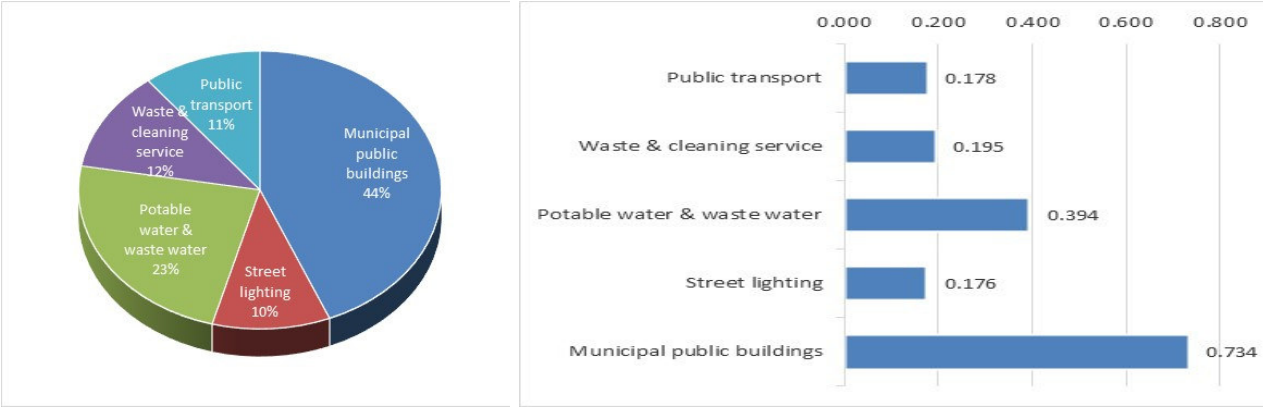 Public
transport
11%
Waste &
cleaning
service
12%
Municipal
public
buildings
44%
Potable
water &
waste water
23%
Street
lighting
10%
0.000 0.200 0.400 0.600 0.800
Public transport 0.178
Waste & cleaning service 0.195
Potable water & waste water 0.394
Street lighting 0.176
Municipal public buildings 0.734